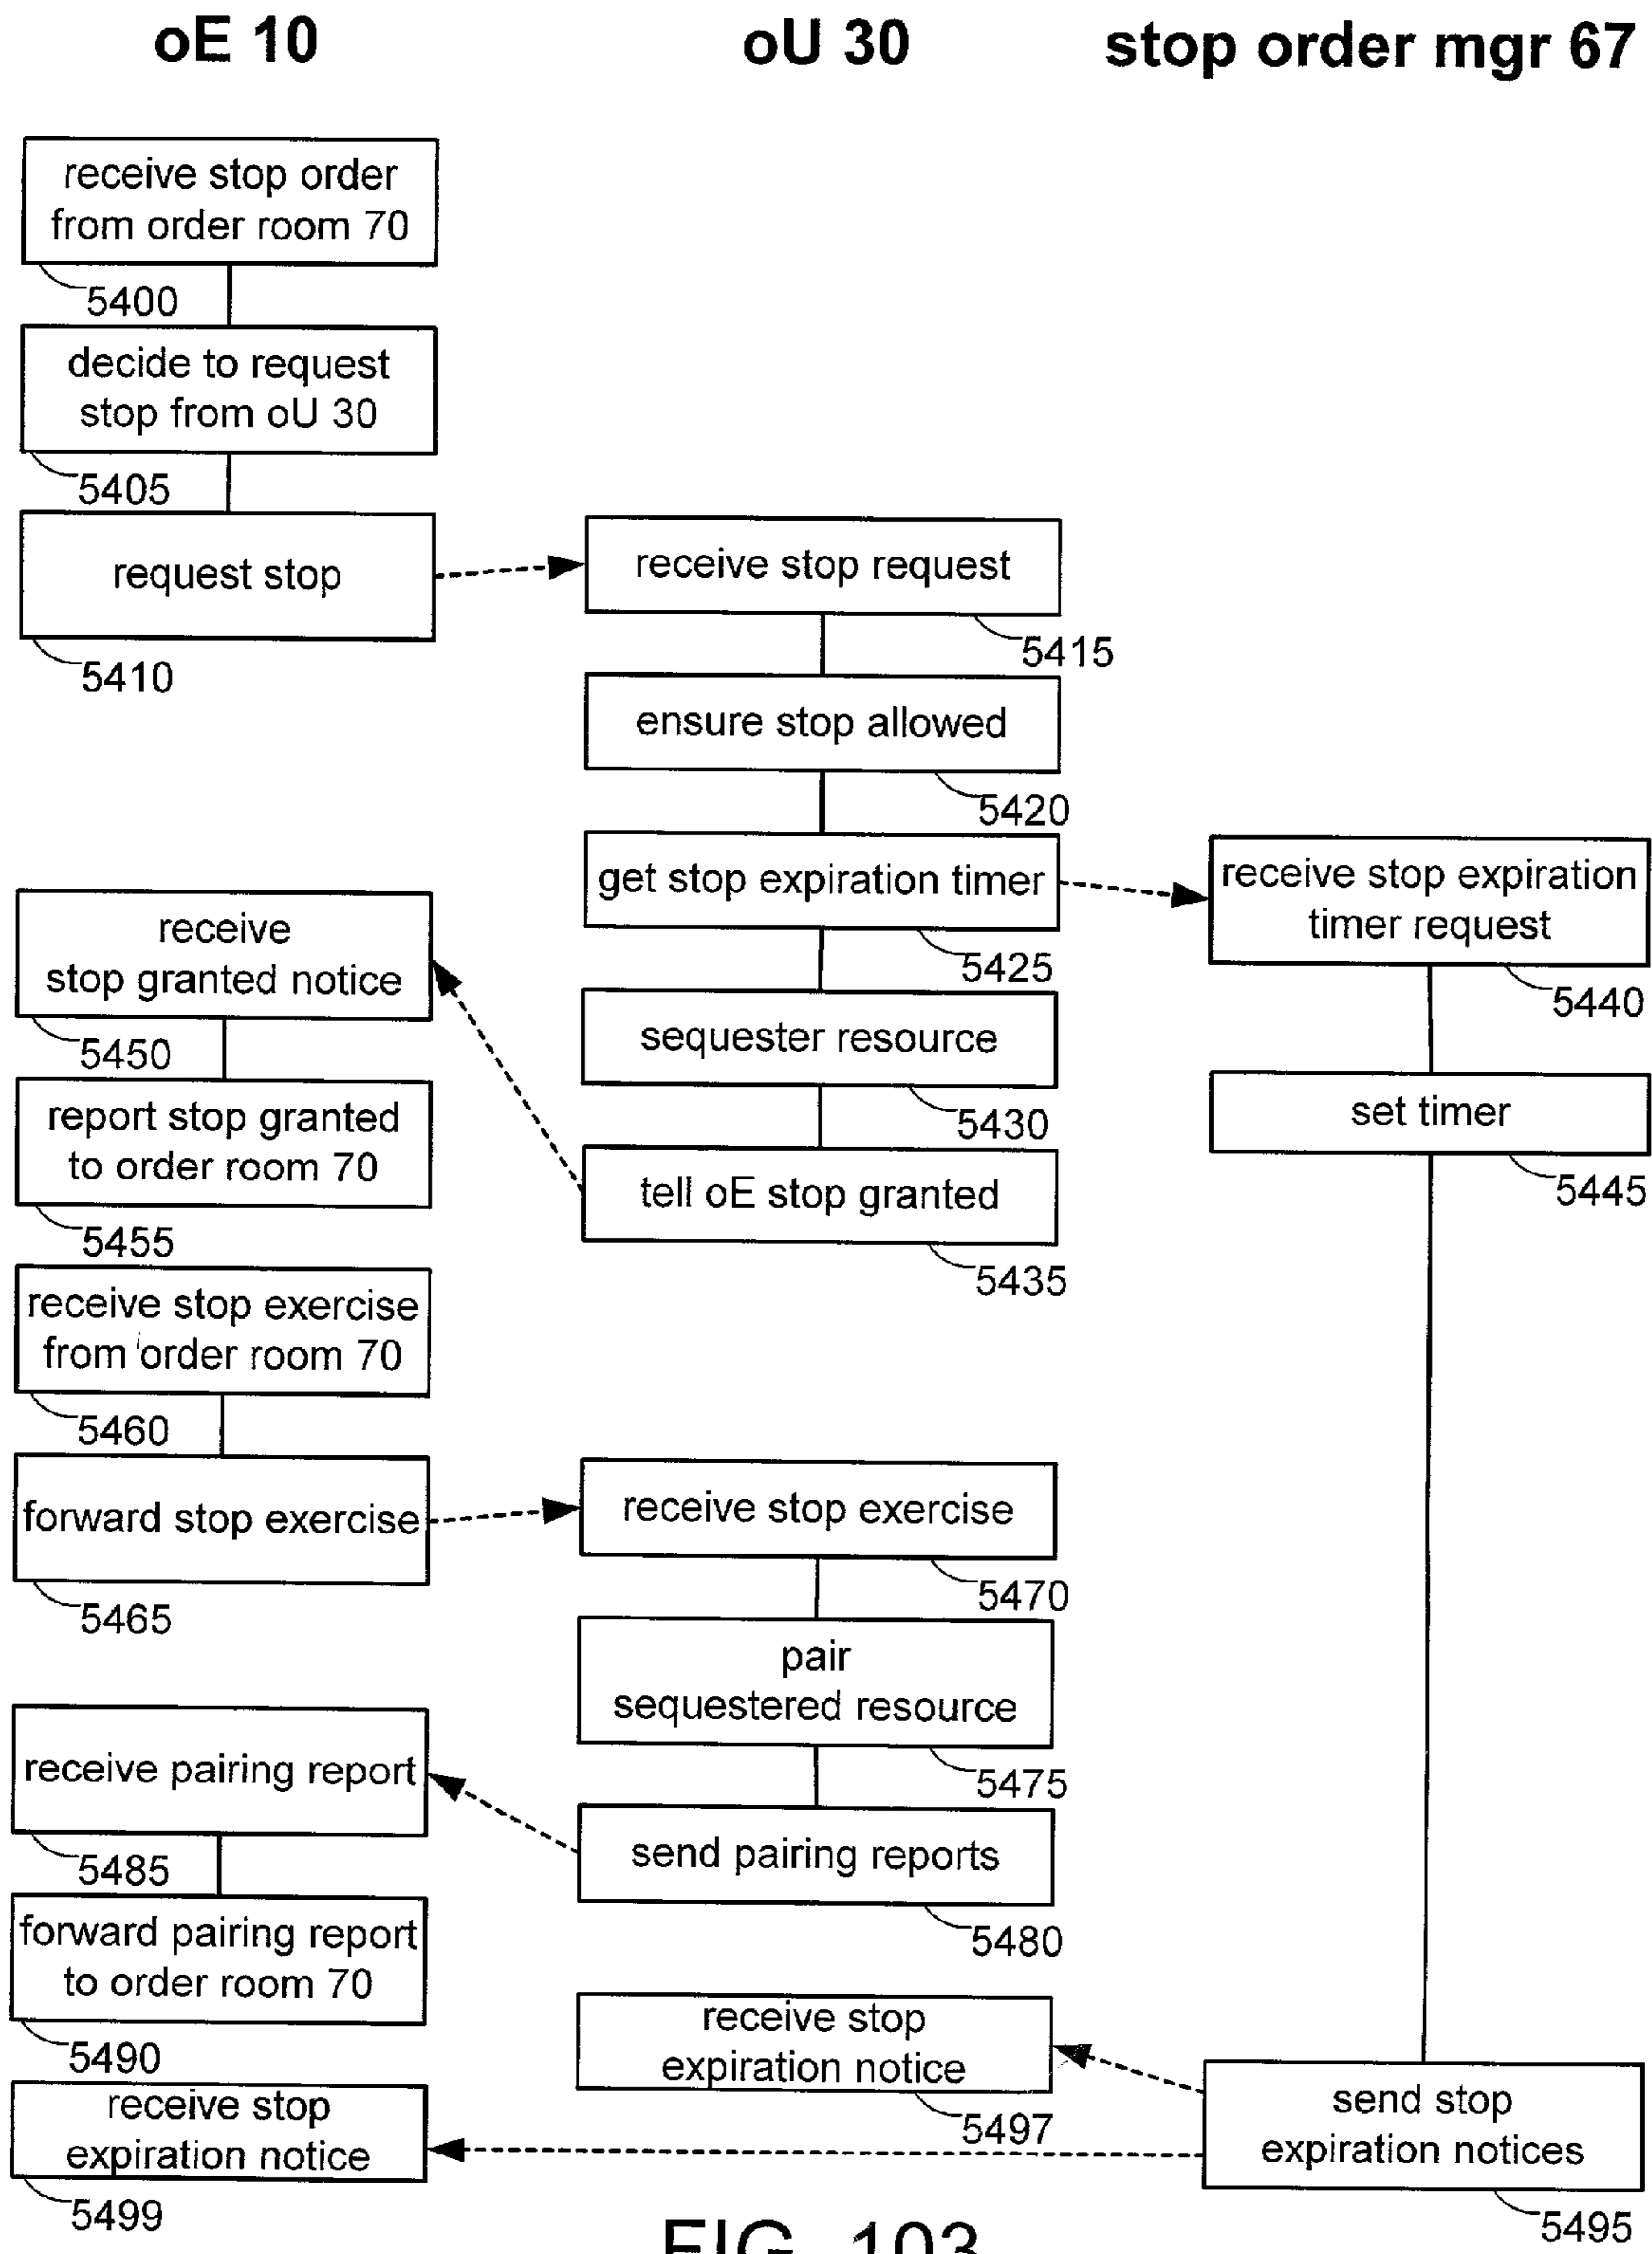 oE 10
oU 30
stop order mgr 67
receive stop order
from order room 70
5400
decide to request
stop from oU 30
5405
request stop
5410
receive stop request
5415
ensure stop allowed
5420
get stop expiration timer
5425
receive stop expiration
timer request
5440
receive
stop granted notice
5450
sequester resource
5430
set timer
5445
report stop granted
to order room 70
5455
tell oE stop granted
5435
receive stop exercise
from order room 70
5460
forward stop exercise
5465
receive stop exercise
5470
pair
sequestered resource
5475
receive pairing report
5485
send pairing reports
5480
forward pairing report
to order room 70
5490
receive stop
expiration notice
5497
send stop
expiration notices
5495
receive stop
expiration notice
5499
FIG. 103